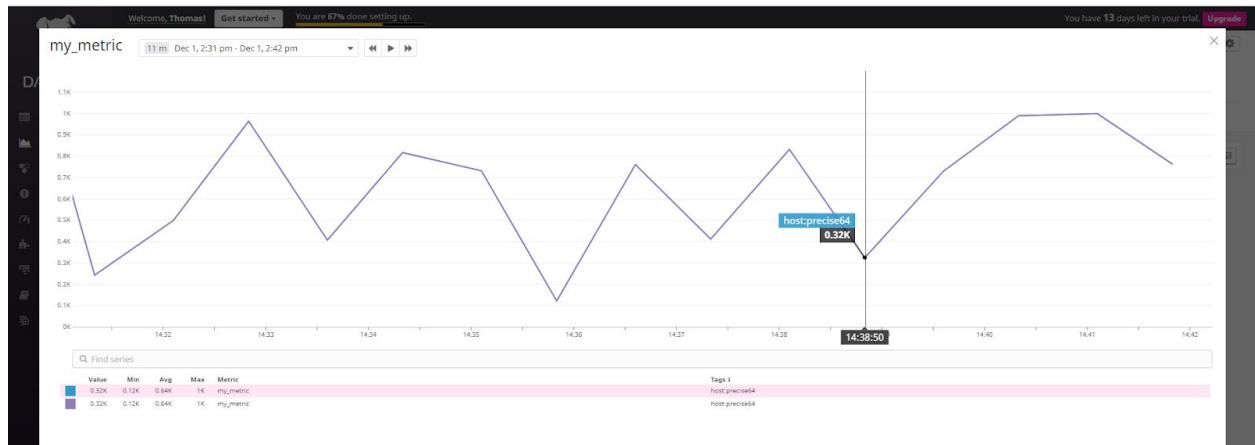 Welcome, Thomas! Get started You are 67% done setting up. You have 13 days left in your trial. Upgrade
my_metric 11 m Dec 1, 2:31 pm - Dec 1, 2:42 pm
DA
1.1K
1K
0.9K
0.8K
0.7K
0.6K
0.5K
0.4K
0.3K
0.2K
0.1K
0K
host:precise64
0.32K
14:32 14:33 14:34 14:35 14:36 14:37 14:38 14:38:50 14:40 14:41 14:42
Find series
Value Min Avg Max Metric Tags
0.32K 0.12K 0.64K 1K my_metric host:precise64
0.32K 0.12K 0.64K 1K my_metric host:precise64